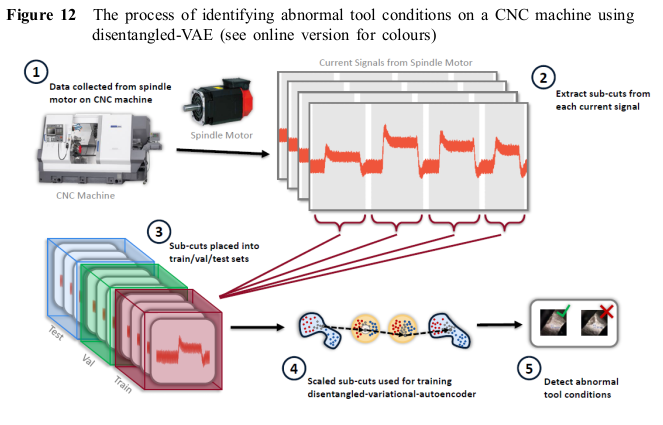 Figure 12 The process of identifying abnormal tool conditions on a CNC machine using
disentangled-VAE (see online version for colours)
1
Data collected from spindle
motor on CNC machine
Spindle Motor
CNC Machine
Current Signals from Spindle Motor
2
Extract sub-cuts from
each current signal
3
Sub-cuts placed into
train/val/test sets
Test
Val
Train
4
Scaled sub-cuts used for training
disentangled-variational-autoencoder
5
Detect abnormal
tool conditions